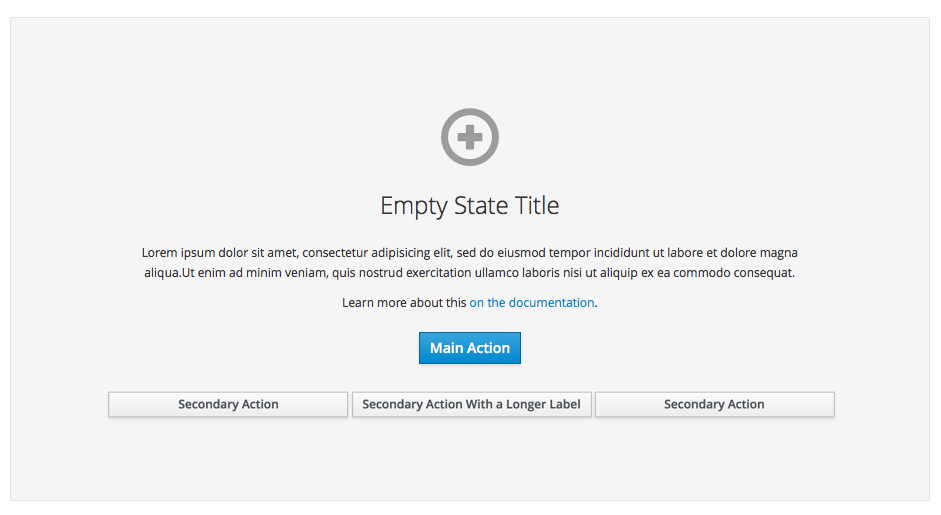 Empty State Title
Lorem ipsum dolor sit amet, consectetur adipisicing elit, sed do eiusmod tempor incididunt ut labore et dolore magna
aliqua.Ut enim ad minim veniam, quis nostrud exercitation ullamco laboris nisi ut aliquip ex ea commodo consequat.
Learn more about this on the documentation.
Main Action
Secondary Action
Secondary Action With a Longer Label
Secondary Action